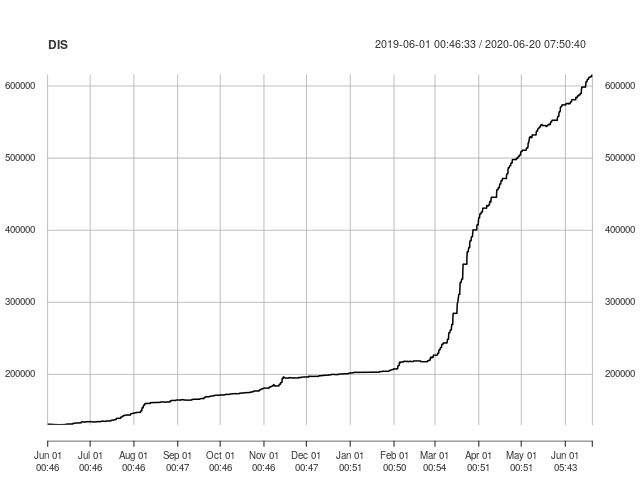 DIS
2019-06-01 00:46:33 / 2020-06-20 07:50:40
600000 600000
500000 500000
400000 400000
300000 300000
200000 200000
Jun 01 Jul 01 Aug 01 Sep 01 Oct 01 Nov 01 Dec 01 Jan 01 Feb 01 Mar 01 Apr 01 May 01 Jun 01
00:46 00:46 00:46 00:47 00:46 00:46 00:47 00:51 00:50 00:54 00:51 00:51 05:43